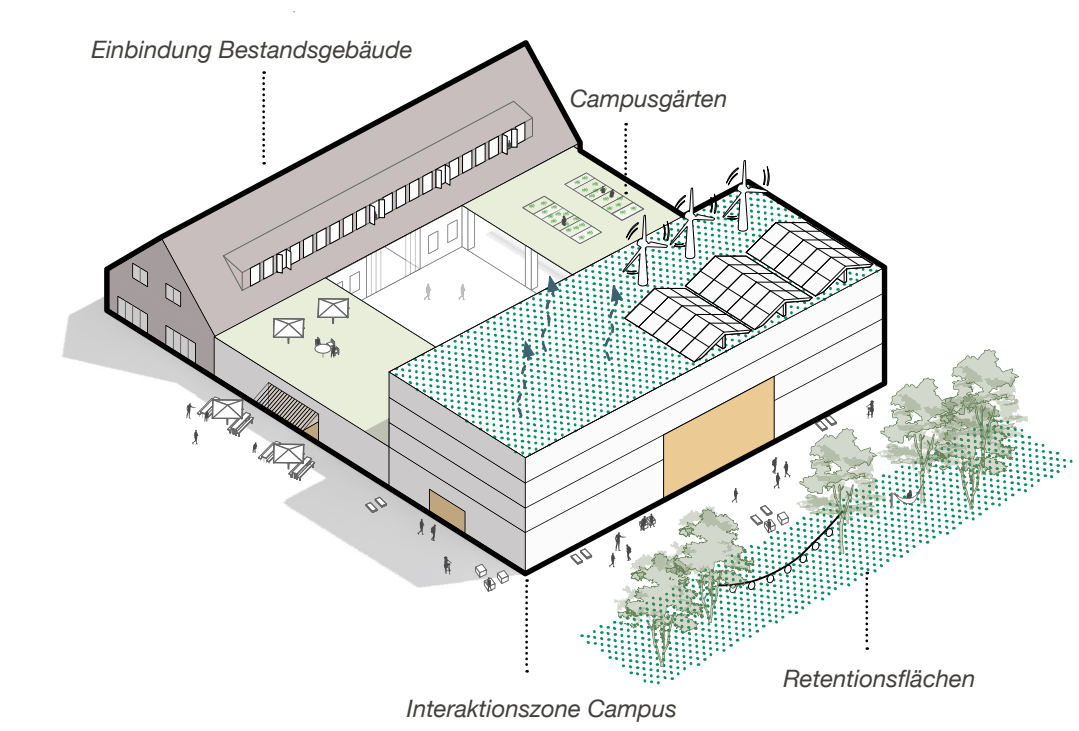 Einbindung Bestandsgebäude
Campusgärten
Retentionsflächen
Interaktionszone Campus